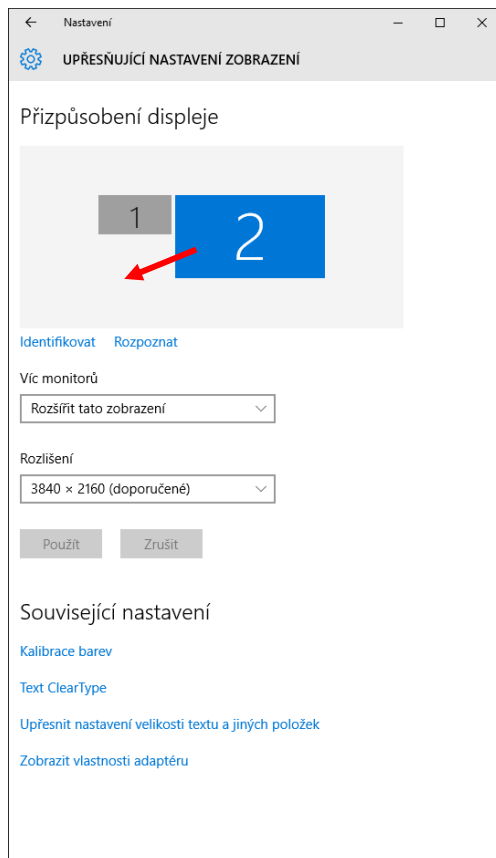 Nastavení
UPŘESŇUJÍCÍ NASTAVENÍ ZOBRAZENÍ
Přizpůsobení displeje
1
2
Identifikovat Rozpoznat
Víc monitorů
Rozšířit tato zobrazení
Rozlišení
3840 × 2160 (doporučené)
Použít Zrušit
Související nastavení
Kalibrace barev
Text ClearType
Upřesnit nastavení velikosti textu a jiných položek
Zobrazit vlastnosti adaptéru